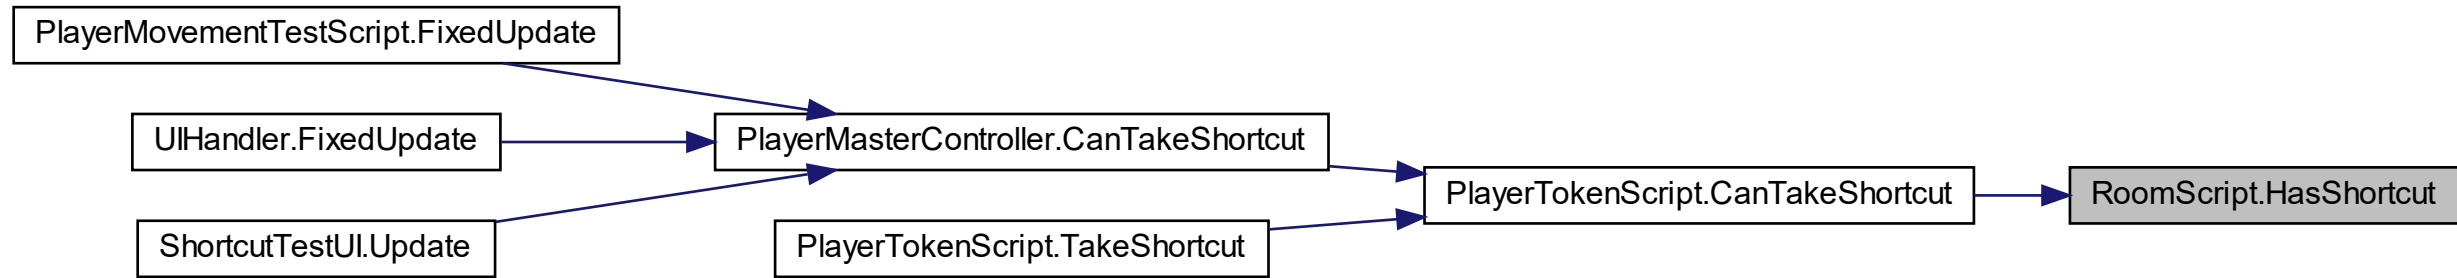 PlayerMovementTestScript.FixedUpdate
UIHandler.FixedUpdate
PlayerMasterController.CanTakeShortcut
PlayerTokenScript.CanTakeShortcut
RoomScript.HasShortcut
ShortcutTestUI.Update
PlayerTokenScript.TakeShortcut